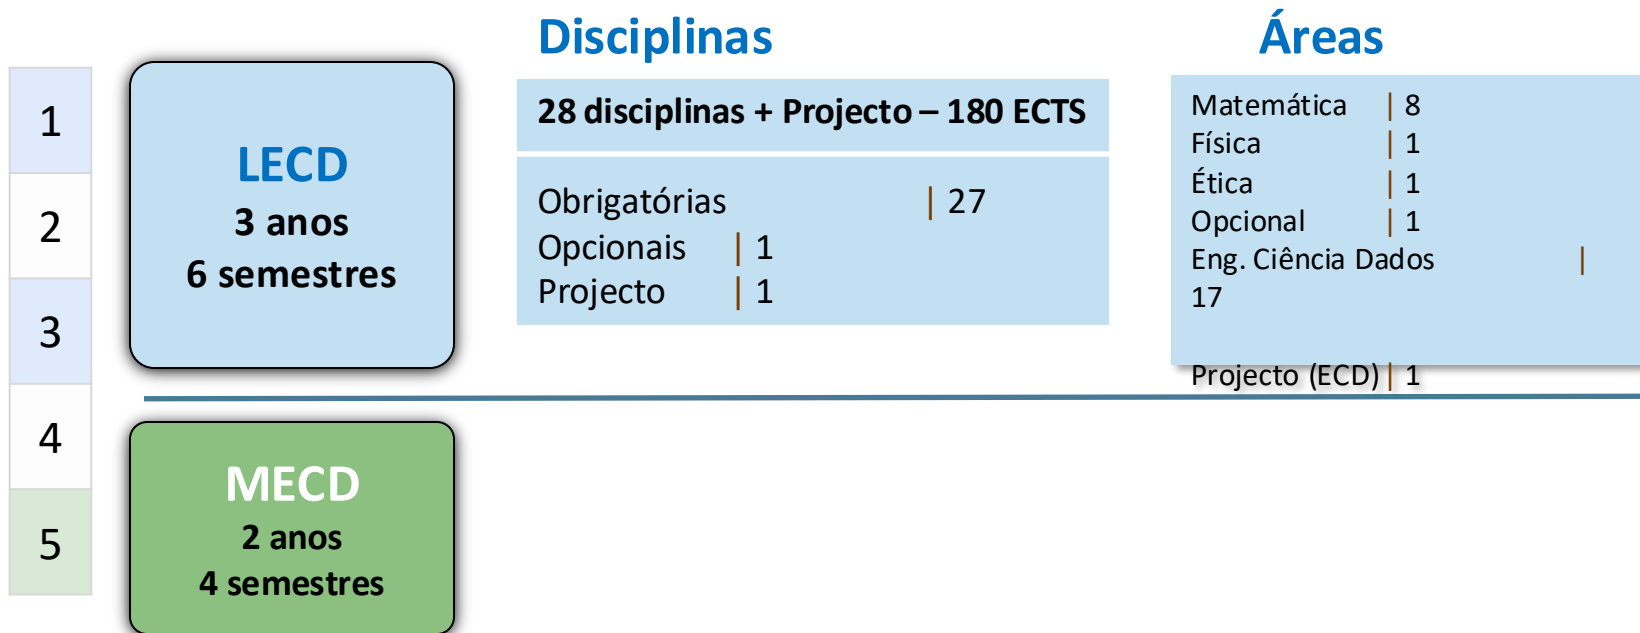 Disciplinas
Áreas
1
2
3
4
5
LECD
3 anos
6 semestres
28 disciplinas + Projecto – 180 ECTS
Obrigatórias | 27
Opcionais | 1
Projecto | 1
Matemática | 8
Física | 1
Ética | 1
Opcional | 1
Eng. Ciência Dados |
17
Projecto (ECD) | 1
MECD
2 anos
4 semestres